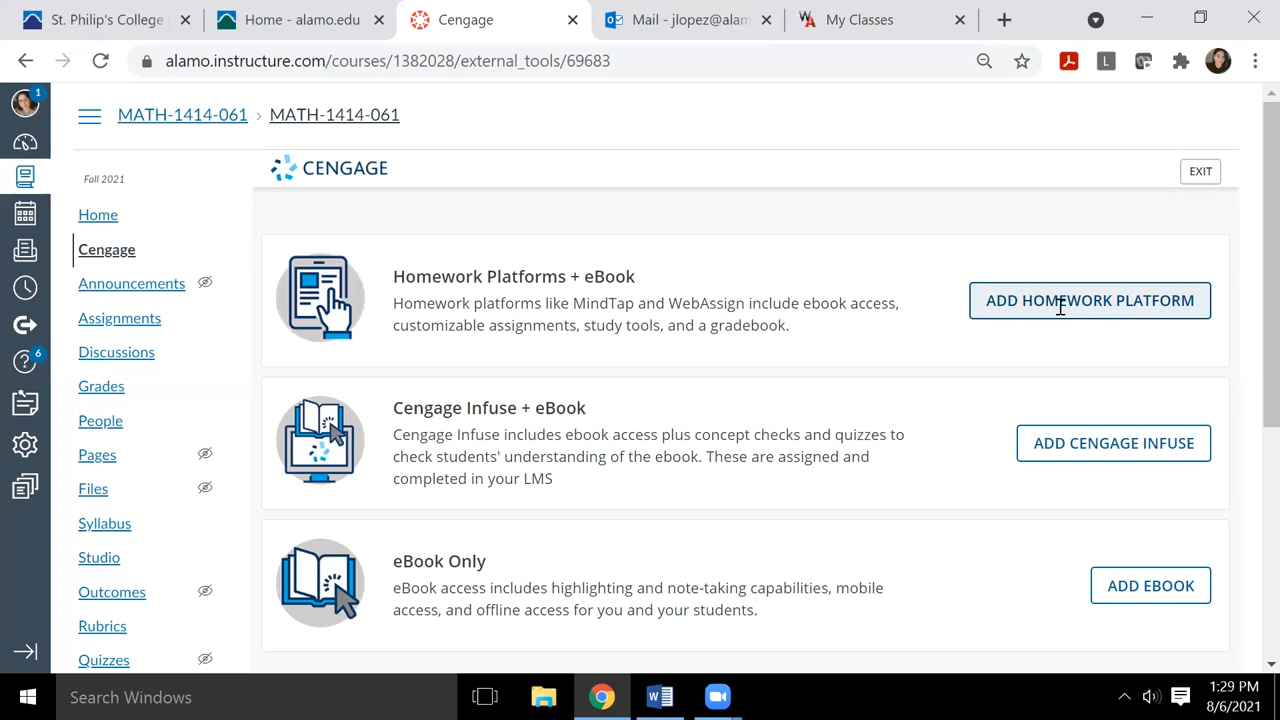 St. Philip's College
Home - alamo.edu
Cengage
Mail - jlopez@alam
My Classes
alamo.instructure.com/courses/1382028/external_tools/69683
L
1
MATH-1414-061 > MATH-1414-061
CENGAGE
EXIT
Fall 2021
Home
Cengage
Announcements
Assignments
Discussions
6
Grades
People
Pages
Files
Syllabus
Studio
Outcomes
Rubrics
Quizzes
Homework Platforms + eBook
Homework platforms like MindTap and WebAssign include ebook access,
customizable assignments, study tools, and a gradebook.
ADD HOMEWORK PLATFORM
Cengage Infuse + eBook
Cengage Infuse includes ebook access plus concept checks and quizzes to
check students' understanding of the ebook. These are assigned and
completed in your LMS
ADD CENGAGE INFUSE
eBook Only
eBook access includes highlighting and note-taking capabilities, mobile
access, and offline access for you and your students.
ADD EBOOK
Search Windows
1:29 PM
8/6/2021